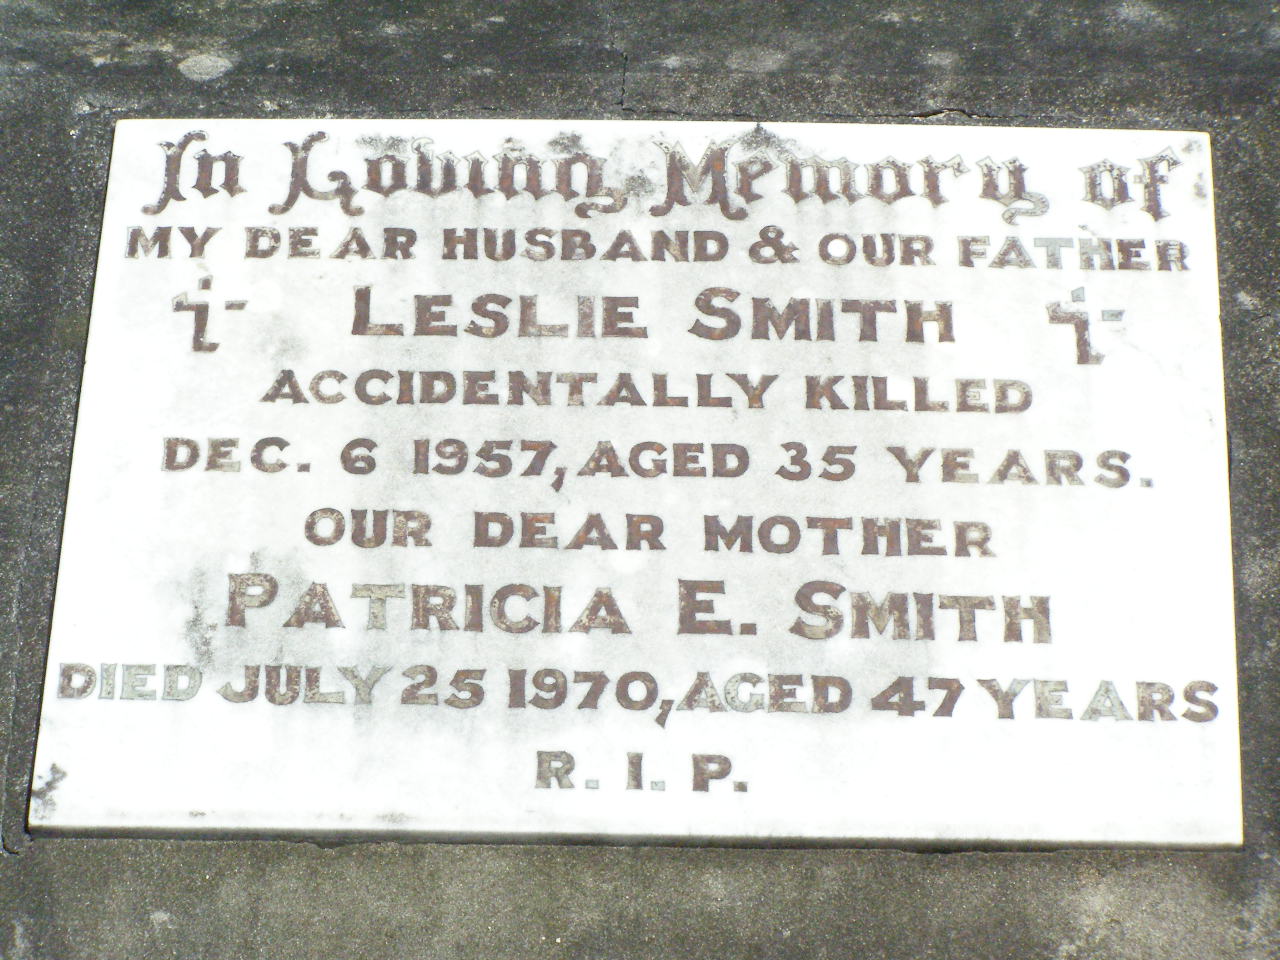 In Loving Memory of
MY DEAR HUSBAND & OUR FATHER
LESLIE SMITH
ACCIDENTALLY KILLED
DEC. 6 1957, AGED 35 YEARS.
OUR DEAR MOTHER
PATRICIA E. SMITH
DIED JULY 25 1970, AGED 47 YEARS
R. I. P.